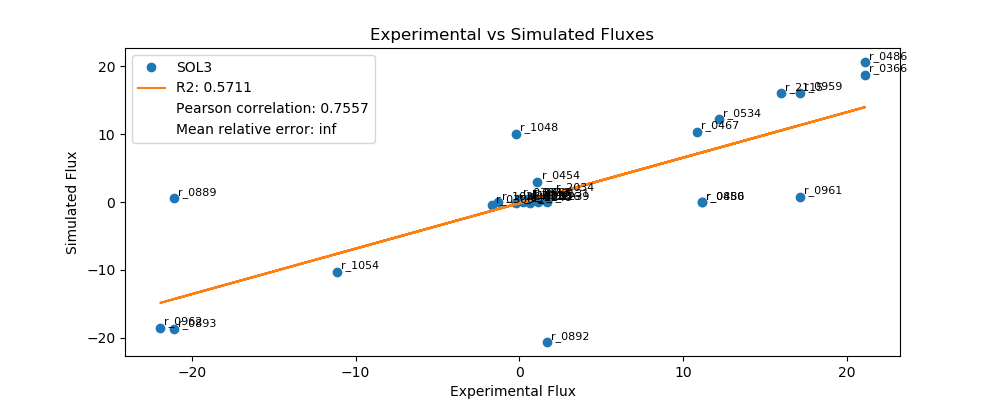 Experimental vs Simulated Fluxes
SOL3
R2: 0.5711
Pearson correlation: 0.7557
Mean relative error: inf
r_0486
r_0366
r_2115
r_0959
r_0534
r_0467
r_1048
r_0454
r_2034
r_0889
r_0961
r_1054
r_0962
r_0893
r_0892
20
10
0
−10
−20
Simulated Flux
−20
−10
0
10
20
Experimental Flux